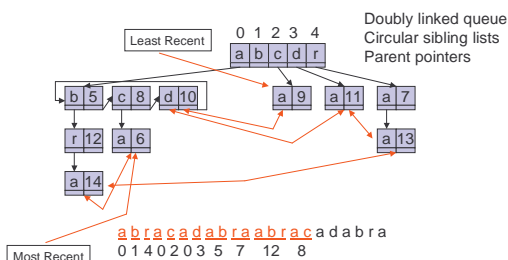 Doubly linked queue
Circular sibling lists
Parent pointers
0 1 2 3 4
Least Recent
a b c d r
b 5 c 8 d 10 a 9 a 11 a 7
r 12 a 6 a 13
a 14
a b r a c a d a b r a a b r a c a d a b r a
0 1 4 0 2 0 3 5 7 12 8
Most Recent